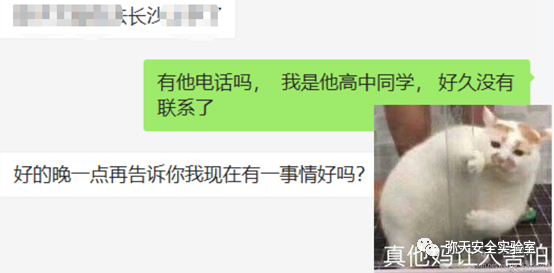 去长沙
有他电话吗， 我是他高中同学， 好久没有
联系了
好的晚一点再告诉你我现在有一事情好吗?
弥天安全实验室
真他妈让人害怕